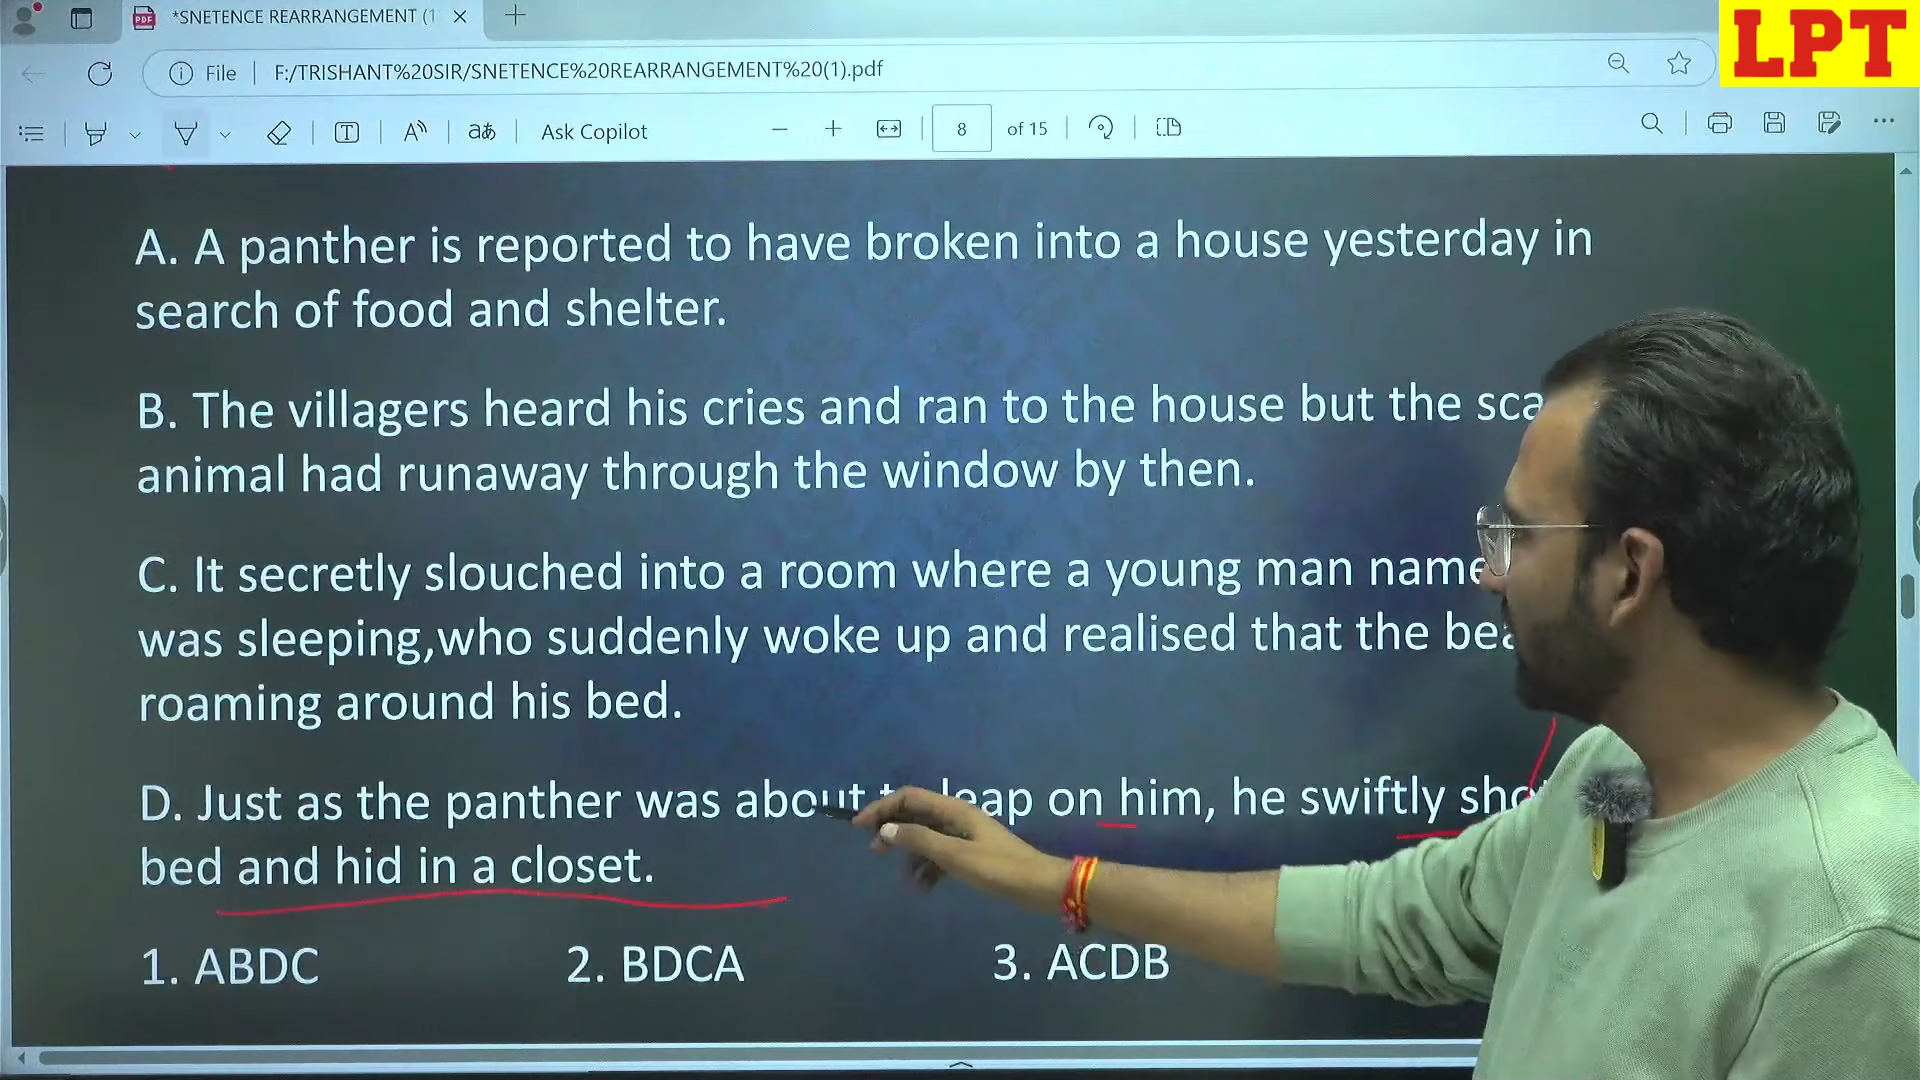 *SNETENCE REARRANGEMENT (1
LPT
File
F:/TRISHANT%20SIR/SNETENCE%20REARRANGEMENT%20(1).pdf
Ask Copilot
8 of 15
A. A panther is reported to have broken into a house yesterday in
search of food and shelter.
B. The villagers heard his cries and ran to the house but the
animal had runaway through the window by then.
C. It secretly slouched into a room where a young man
was sleeping,who suddenly woke up and realised that the
roaming around his bed.
D. Just as the panther was about leap on him, he swiftly
bed and hid in a closet.
1. ABDC 2. BDCA 3. ACDB